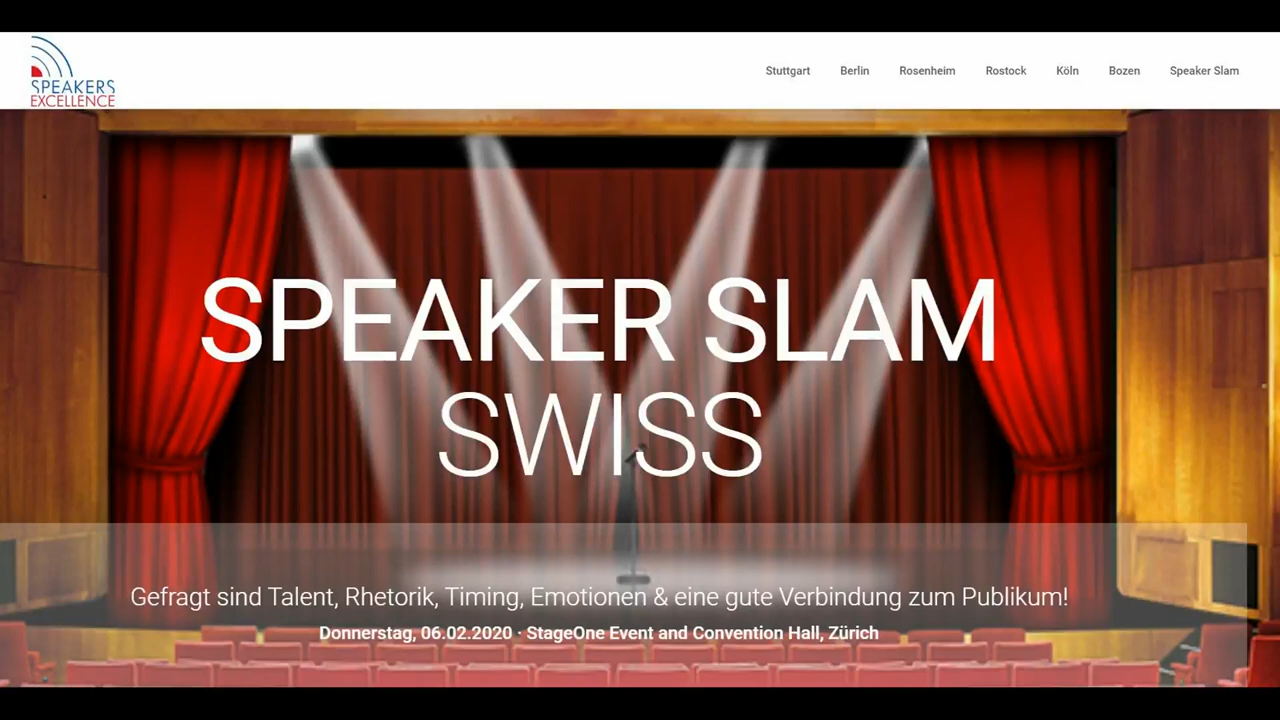 SPEAKERS
EXCELLENCE
Stuttgart Berlin Rosenheim Rostock Köln Bozen Speaker Slam
SPEAKER SLAM
SWISS
Gefragt sind Talent, Rhetorik, Timing, Emotionen & eine gute Verbindung zum Publikum!
Donnerstag, 06.02.2020 · StageOne Event and Convention Hall, Zürich